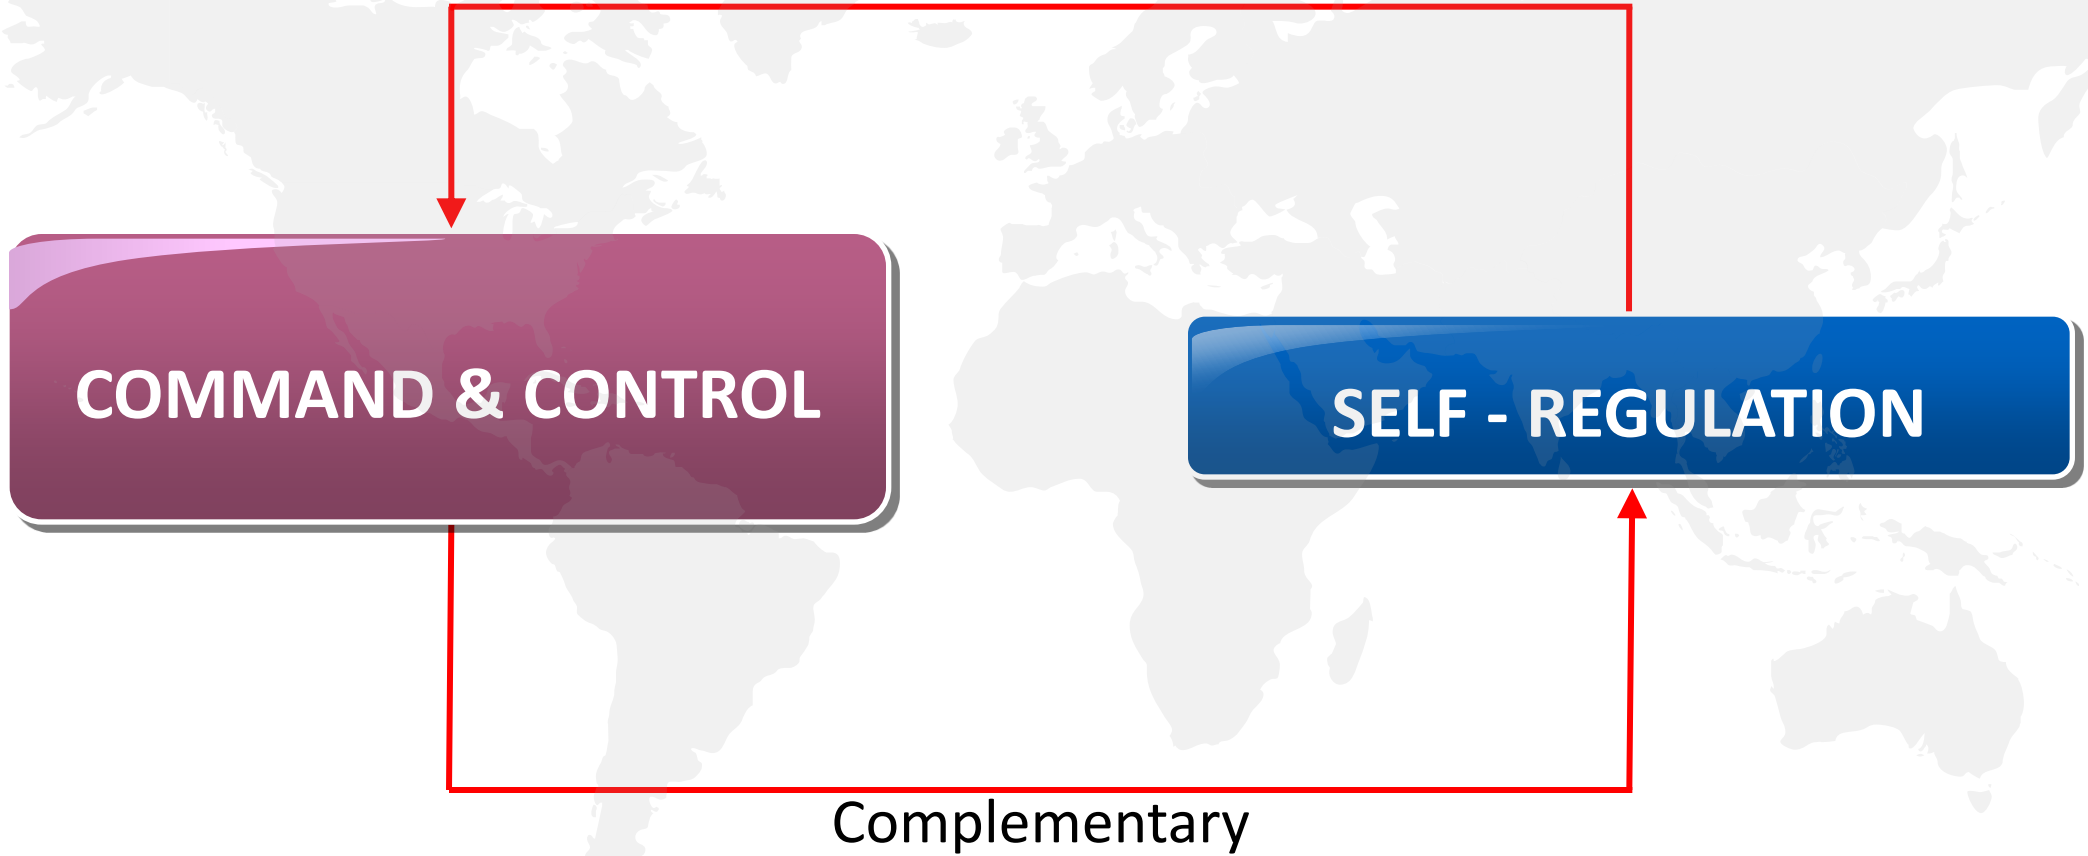 COMMAND & CONTROL
SELF - REGULATION
Complementary